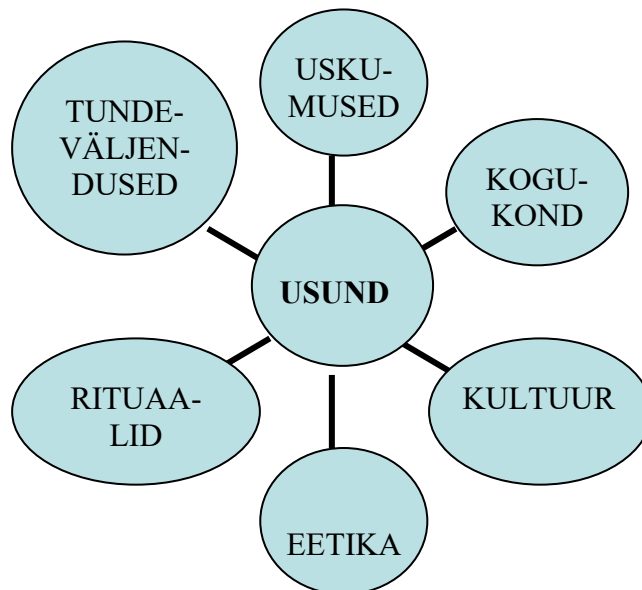 USKU-
MUSED
TUNDE-
VÄLJEN-
DUSED
KOGU-
KOND
USUND
RITUAA-
LID
KULTUUR
EETIKA